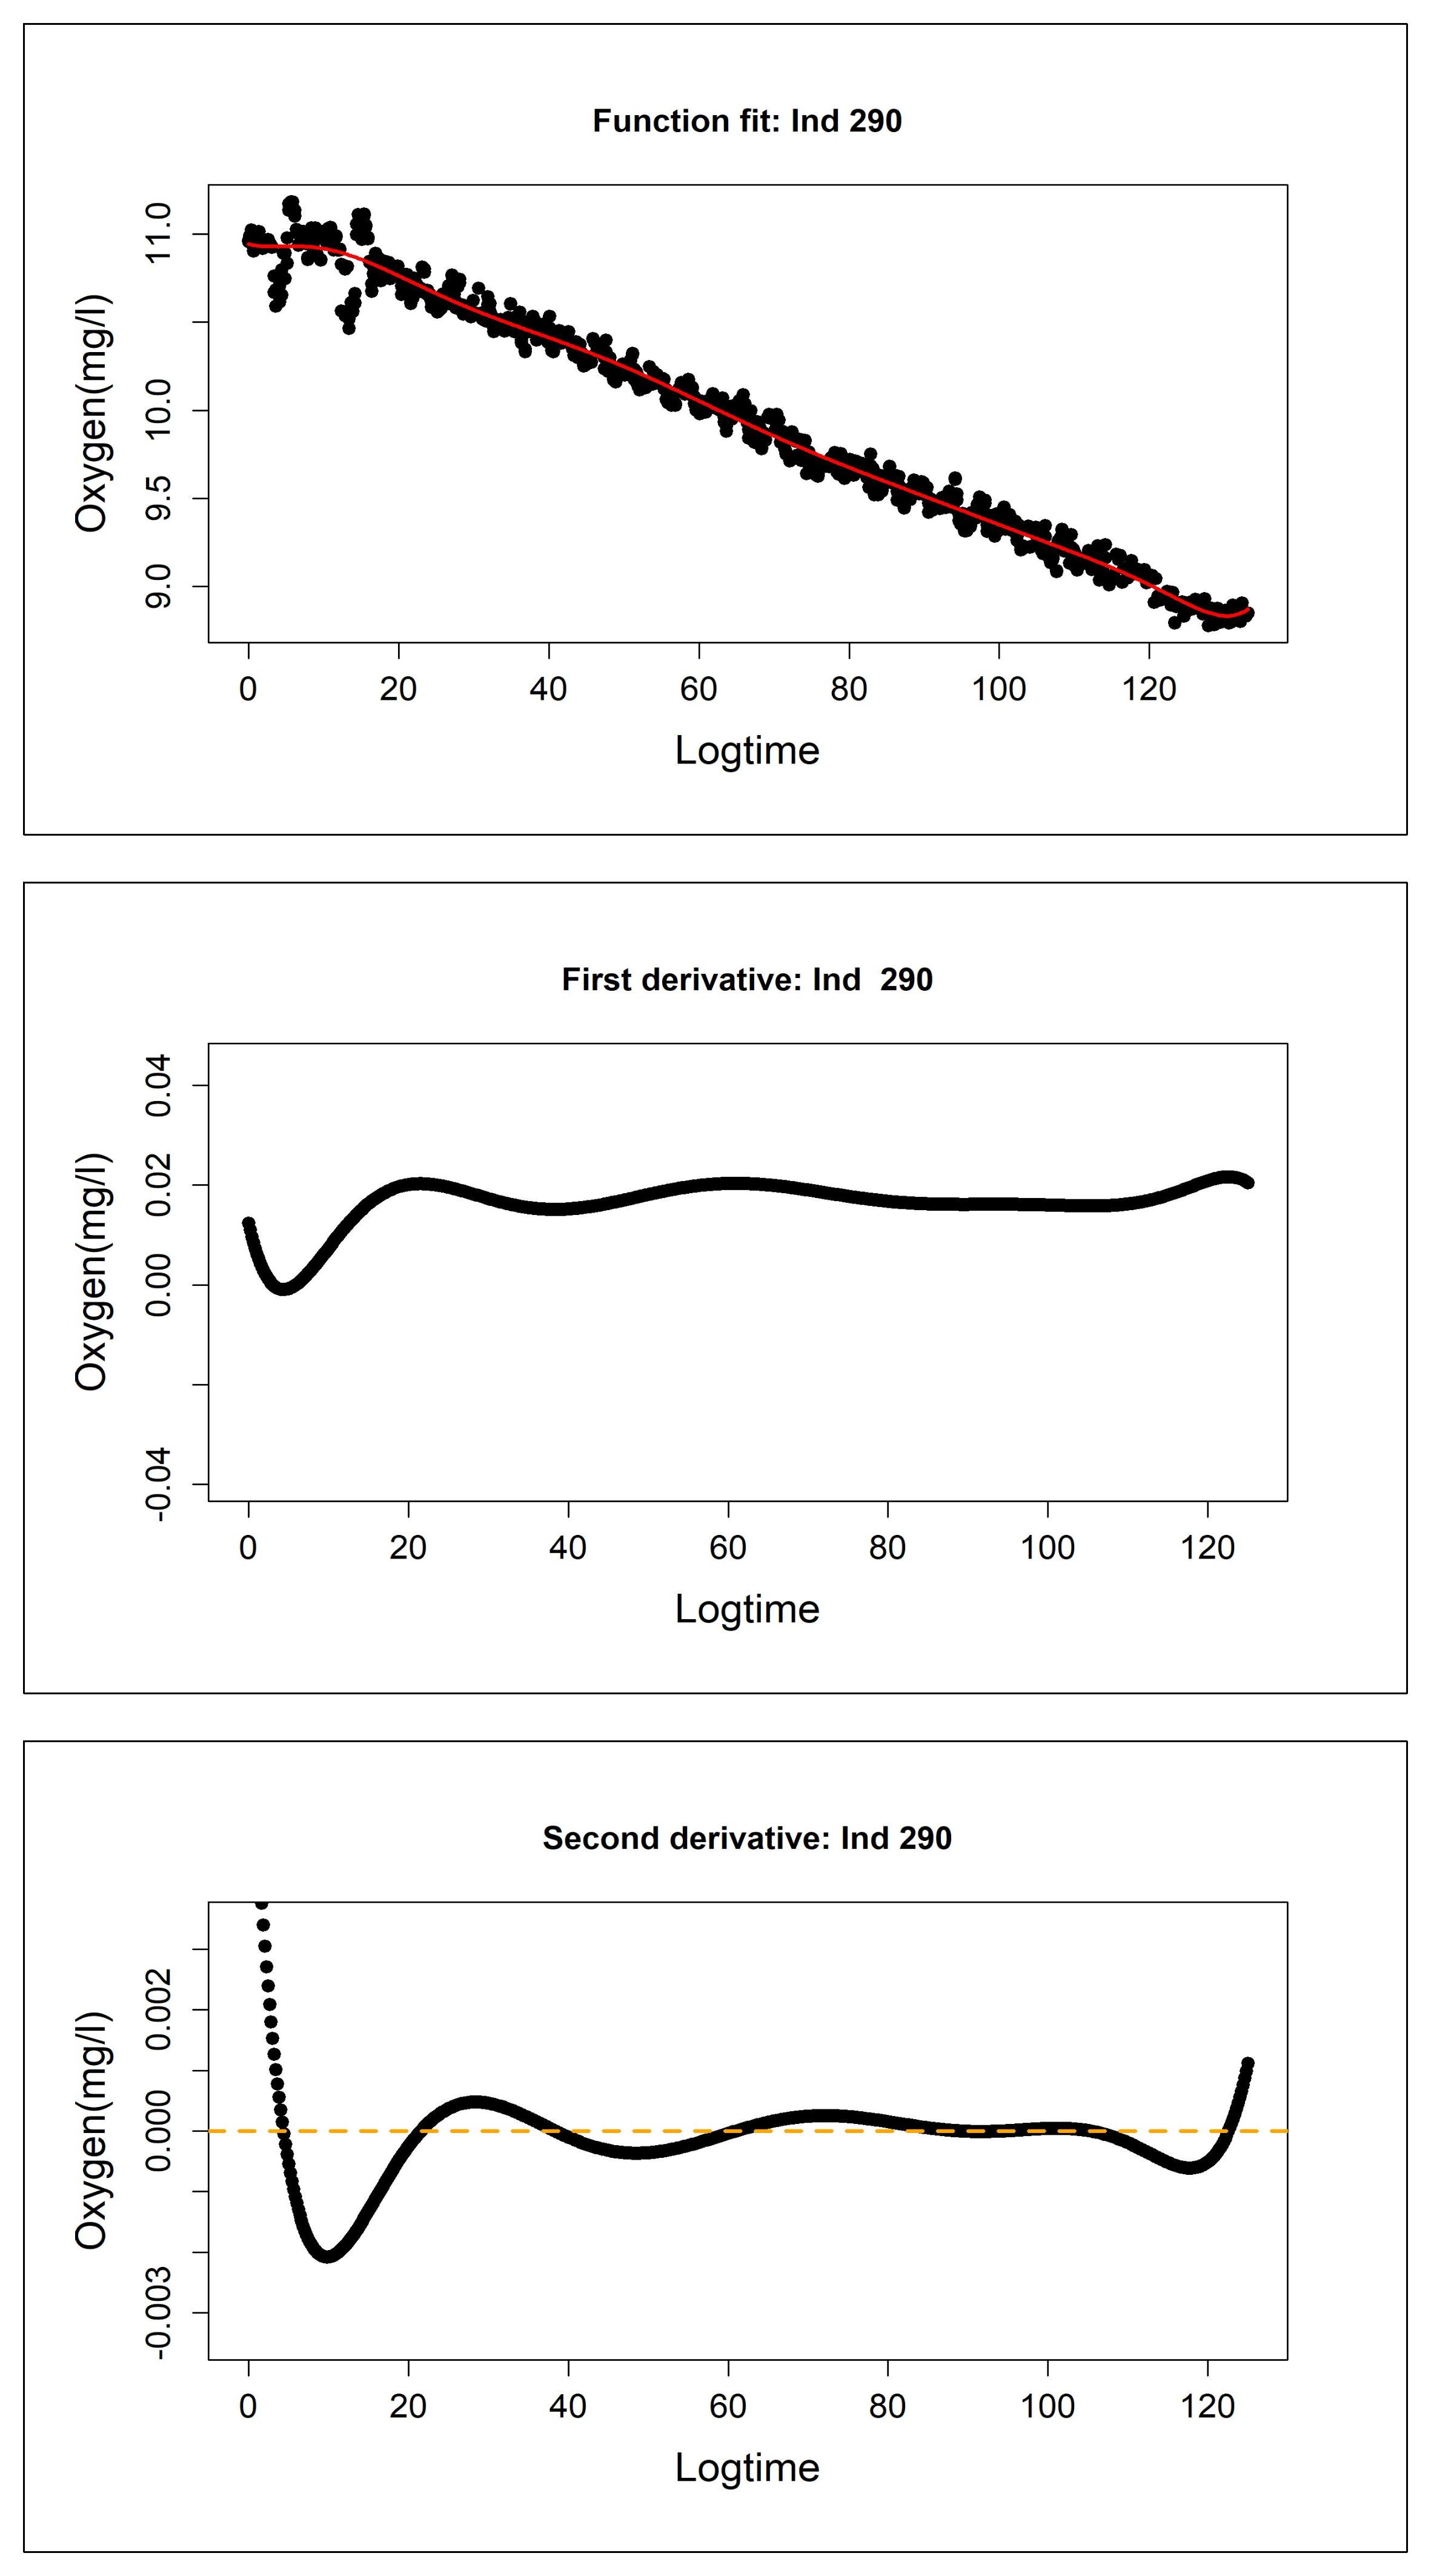 Function fit: Ind 290
Oxygen(mg/l)
11.0
10.0
9.5
9.0
0 20 40 60 80 100 120
Logtime
First derivative: Ind  290
Oxygen(mg/l)
0.04
0.02
0.00
-0.04
0 20 40 60 80 100 120
Logtime
Second derivative: Ind 290
Oxygen(mg/l)
0.002
0.000
-0.003
0 20 40 60 80 100 120
Logtime